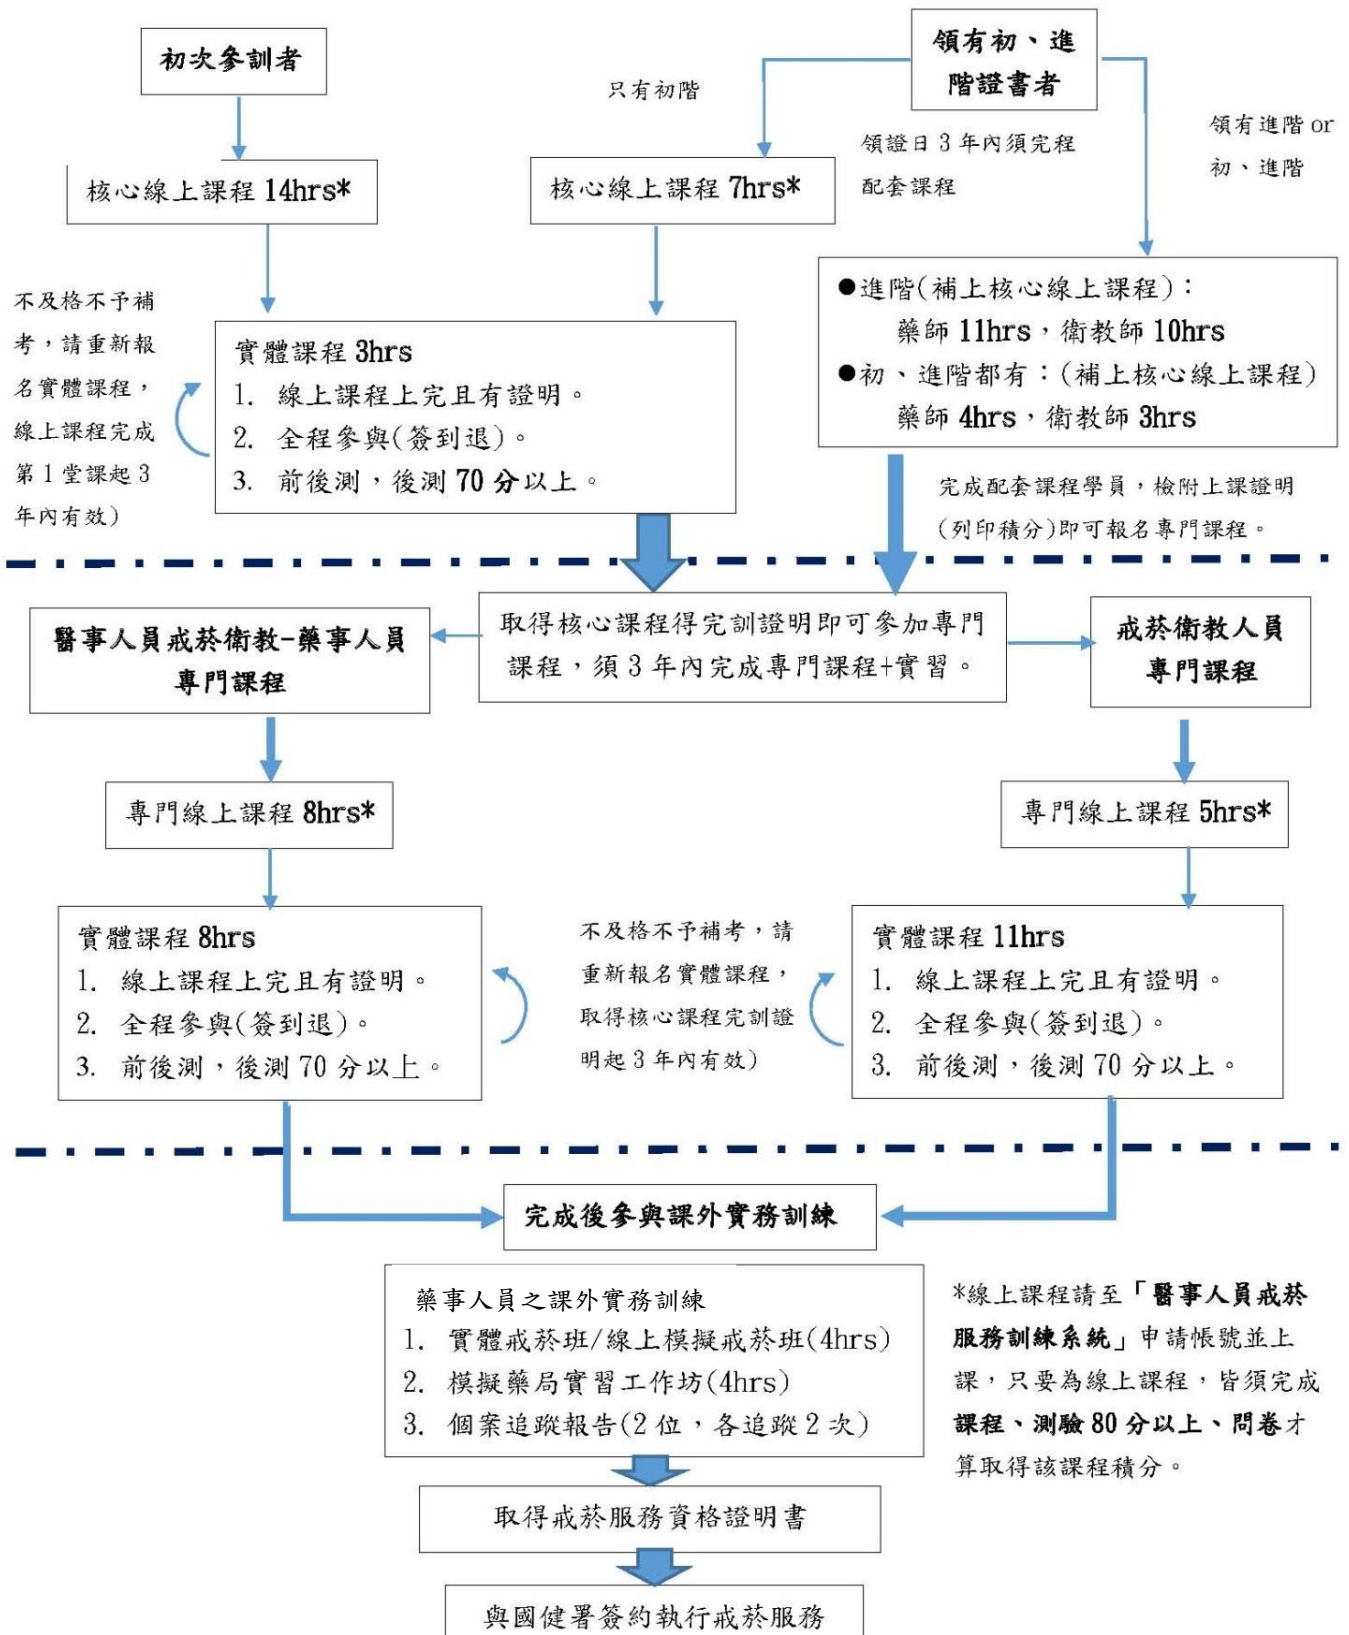 初次參訓者
領有初、進
階證書者
只有初階
領證日 3 年內須完程
配套課程
領有進階 or
初、進階
核心線上課程 14hrs*
核心線上課程 7hrs*
●進階(補上核心線上課程)：
藥師 11hrs，衛教師 10hrs
●初、進階都有：(補上核心線上課程)
藥師 4hrs，衛教師 3hrs
不及格不予補
考，請重新報
名實體課程，
線上課程完成
第 1 堂課起 3
年內有效)
實體課程 3hrs
1. 線上課程上完且有證明。
2. 全程參與(簽到退)。
3. 前後測，後測 70 分以上。
完成配套課程學員，檢附上課證明
(列印積分)即可報名專門課程。
醫事人員戒菸衛教-藥事人員
專門課程
取得核心課程得完訓證明即可參加專門
課程，須 3 年內完成專門課程+實習。
戒菸衛教人員
專門課程
專門線上課程 8hrs*
專門線上課程 5hrs*
實體課程 8hrs
1. 線上課程上完且有證明。
2. 全程參與(簽到退)。
3. 前後測，後測 70 分以上。
不及格不予補考，請
重新報名實體課程，
取得核心課程完訓證
明起 3 年內有效)
實體課程 11hrs
1. 線上課程上完且有證明。
2. 全程參與(簽到退)。
3. 前後測，後測 70 分以上。
完成後參與課外實務訓練
藥事人員之課外實務訓練
1. 實體戒菸班/線上模擬戒菸班(4hrs)
2. 模擬藥局實習工作坊(4hrs)
3. 個案追蹤報告(2 位，各追蹤 2 次)
*線上課程請至「醫事人員戒菸
服務訓練系統」申請帳號並上
課，只要為線上課程，皆須完成
課程、測驗 80 分以上、問卷才
算取得該課程積分。
取得戒菸服務資格證明書
與國健署簽約執行戒菸服務